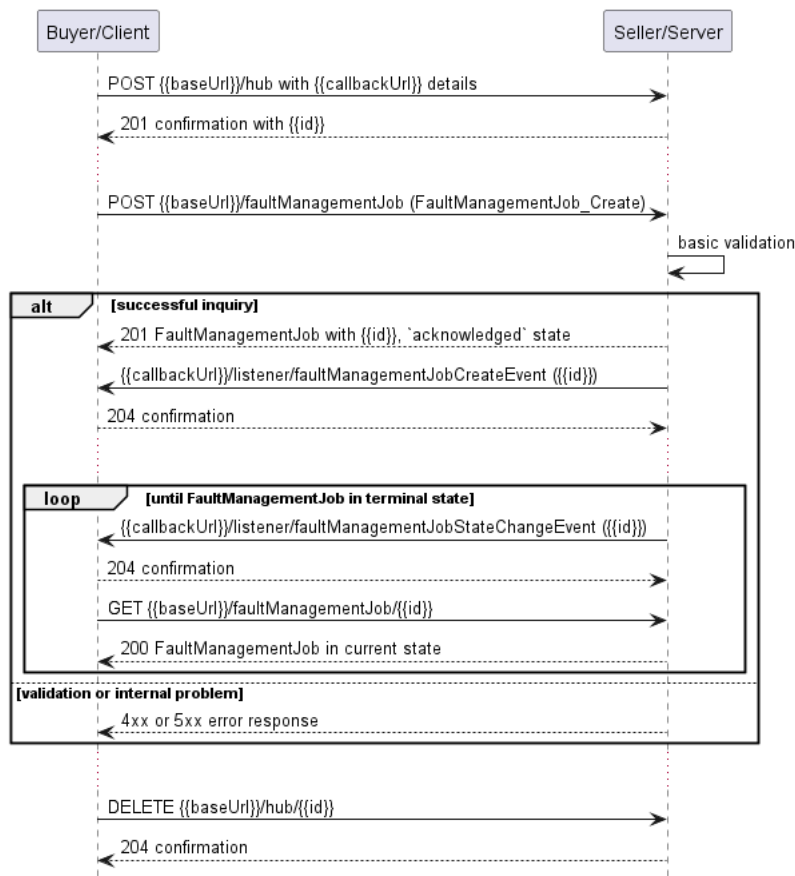 Buyer/Client
Seller/Server
POST {{baseUrl}}/hub with {{callbackUrl}} details
201 confirmation with {{id}}
POST {{baseUrl}}/faultManagementJob (FaultManagementJob_Create)
basic validation
alt [successful inquiry]
201 FaultManagementJob with {{id}}, `acknowledged` state
{{callbackUrl}}/listener/faultManagementJobCreateEvent ({{id}})
204 confirmation
loop [until FaultManagementJob in terminal state]
{{callbackUrl}}/listener/faultManagementJobStateChangeEvent ({{id}})
204 confirmation
GET {{baseUrl}}/faultManagementJob/{{id}}
200 FaultManagementJob in current state
[validation or internal problem]
4xx or 5xx error response
DELETE {{baseUrl}}/hub/{{id}}
204 confirmation